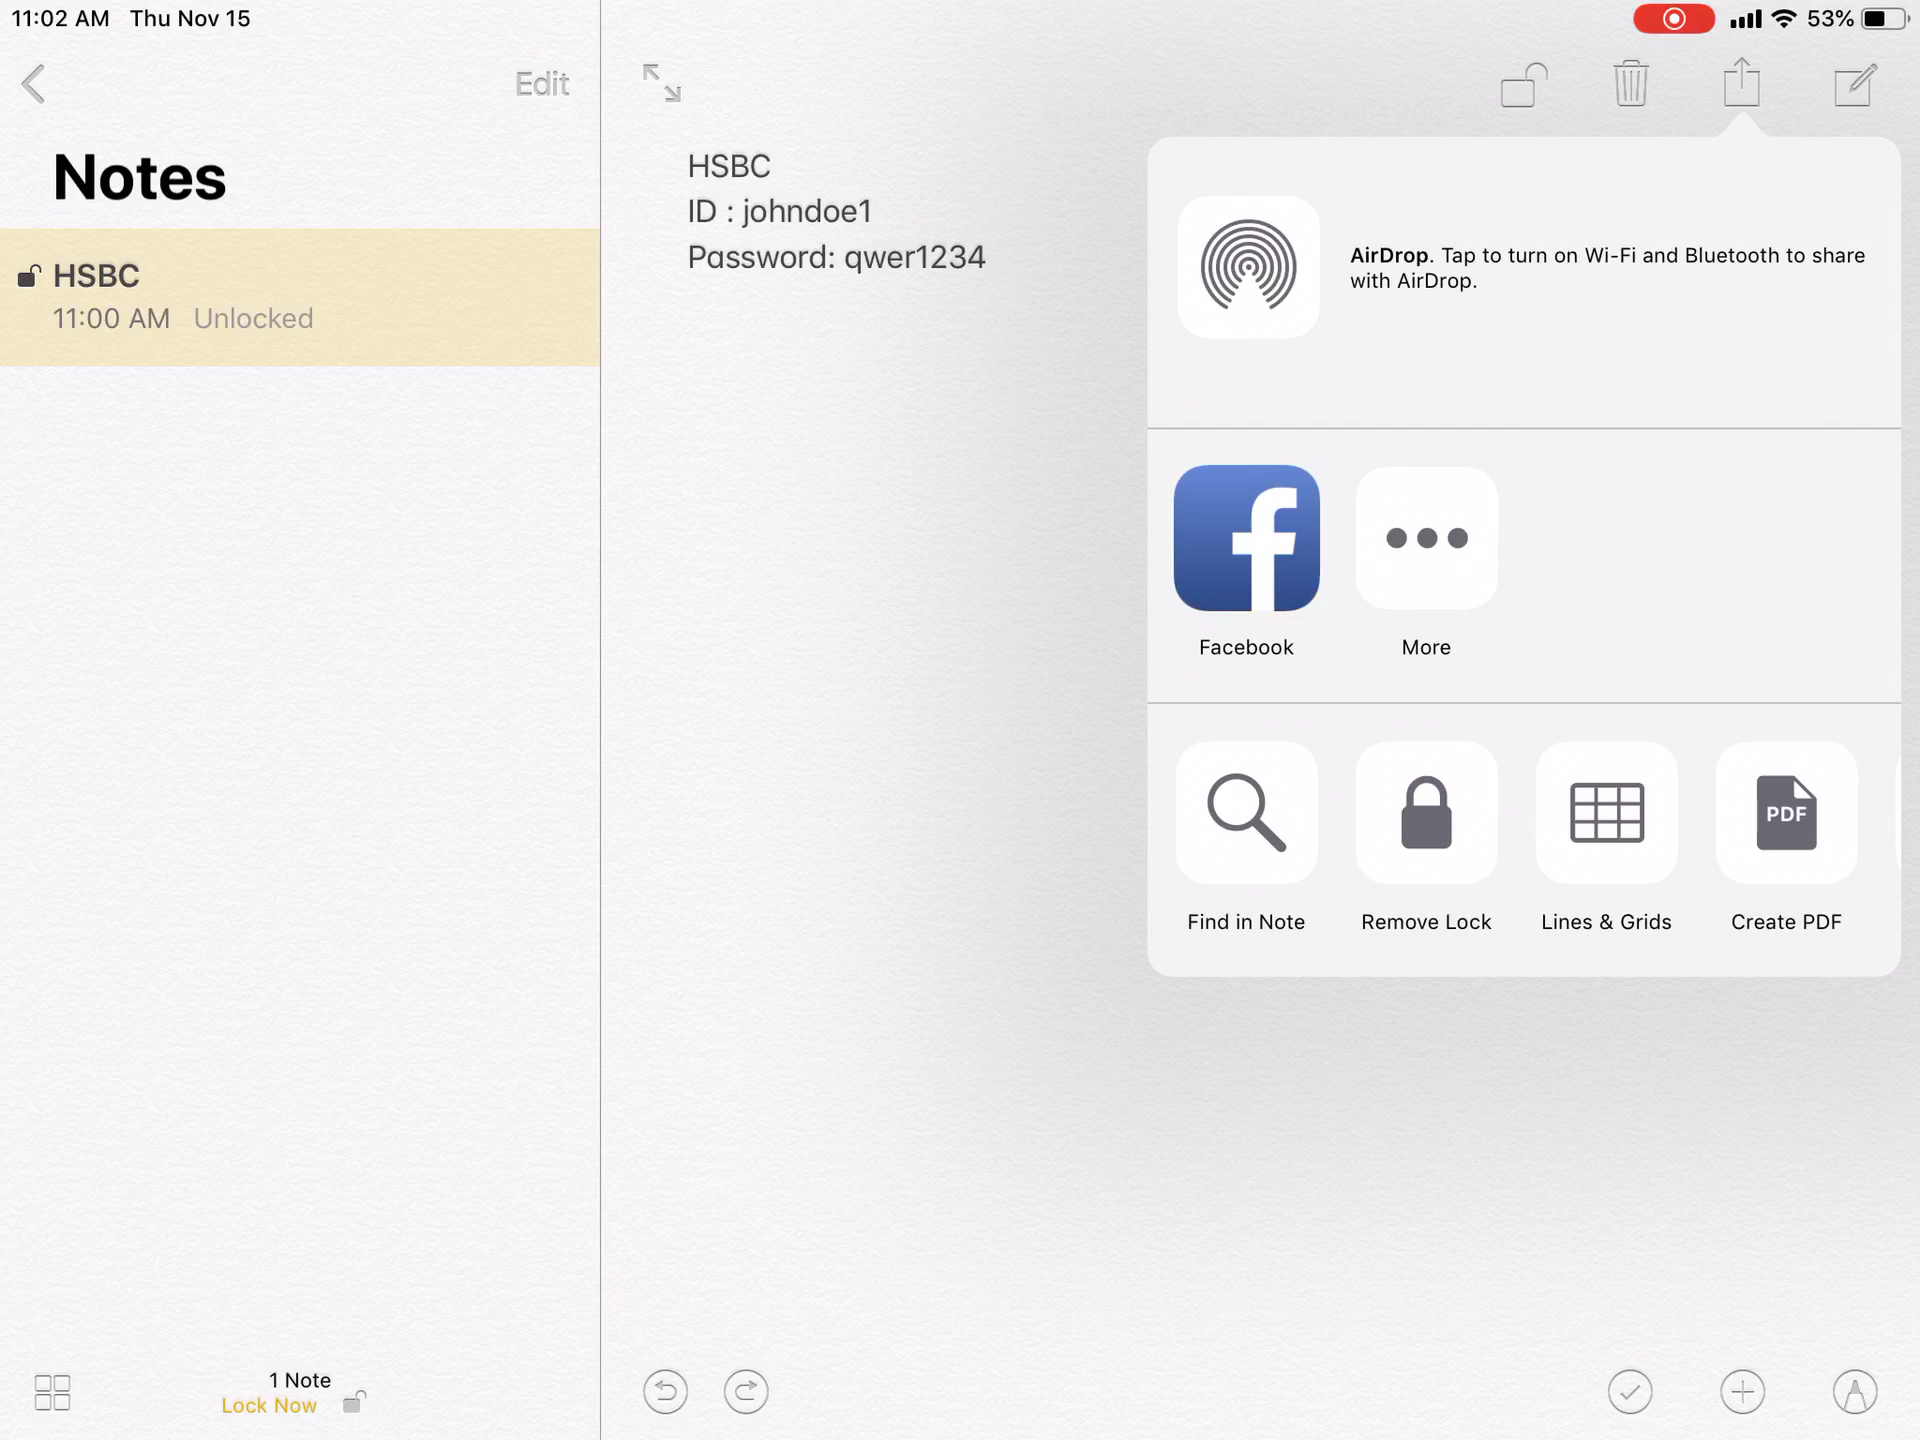 11:02 AM Thu Nov 15
53%
Edit
Notes
HSBC
11:00 AM Unlocked
1 Note
Lock Now
HSBC
ID : johndoe1
Password: qwer1234
AirDrop. Tap to turn on Wi-Fi and Bluetooth to share
with AirDrop.
Facebook
More
PDF
Find in Note
Remove Lock
Lines & Grids
Create PDF